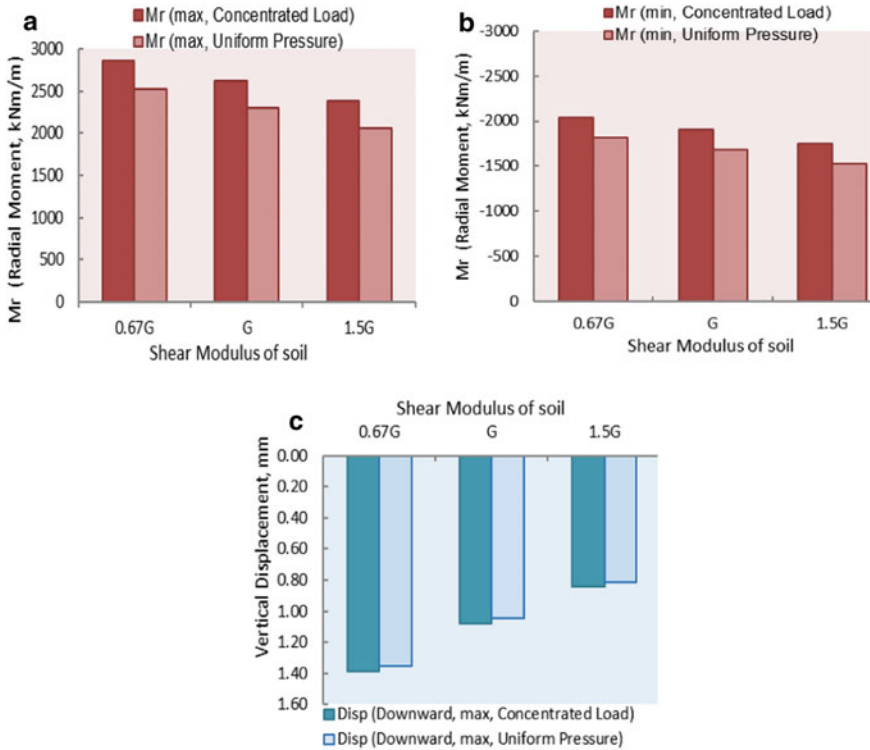 a
Mr (max, Concentrated Load)
Mr (max, Uniform Pressure)
3000
2500
2000
1500
1000
500
0
Mr (Radial Moment, kNm/m)
0.67G G 1.5G
Shear Modulus of soil
b
Mr (min, Concentrated Load)
Mr (min, Uniform Pressure)
-3000
-2500
-2000
-1500
-1000
-500
0
Mr (Radial Moment, kNm/m)
0.67G G 1.5G
Shear Modulus of soil
c
Shear Modulus of soil
0.67G G 1.5G
0.00
0.20
0.40
0.60
0.80
1.00
1.20
1.40
1.60
Vertical Displacement, mm
Disp (Downward, max, Concentrated Load)
Disp (Downward, max, Uniform Pressure)